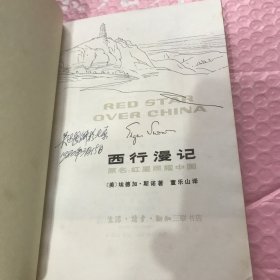 RED STAR
OVER CHINA
Edgar Snow
西行漫记
原名：红星照耀中国
〔美〕埃德加·斯诺著　董乐山译
生活·读书·新知三联书店